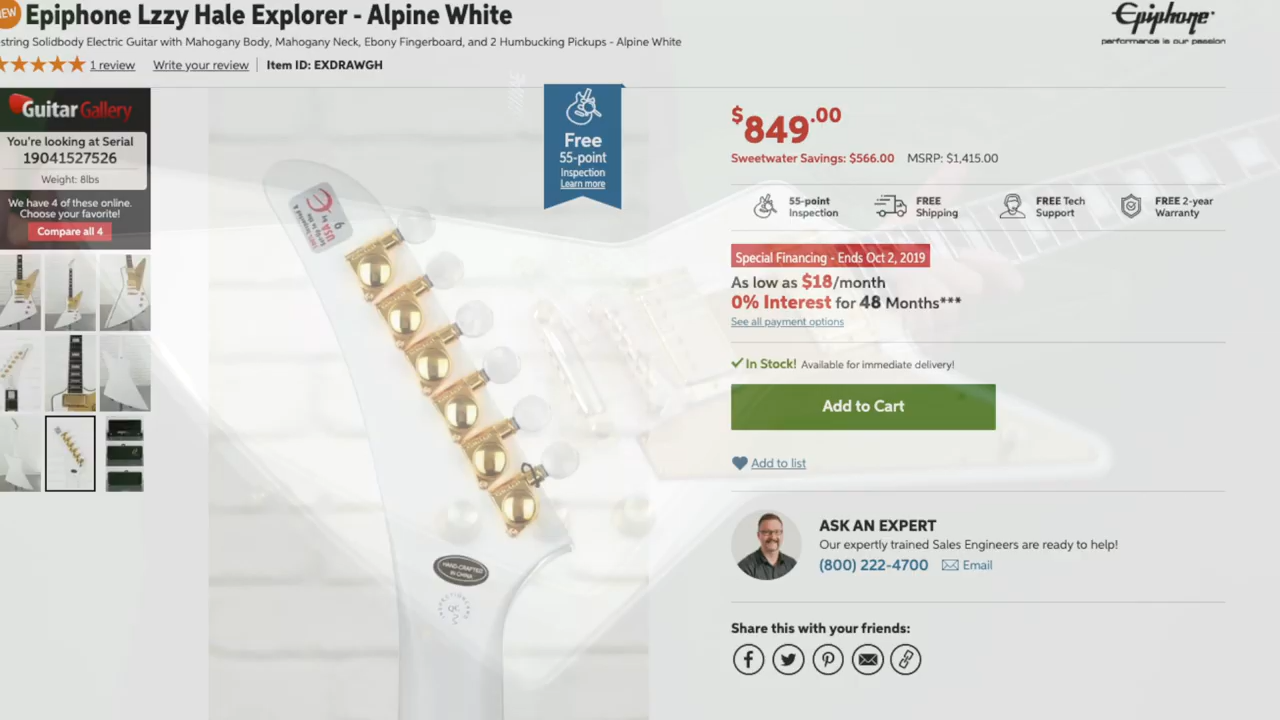 NEW
Epiphone Lzzy Hale Explorer - Alpine White
string Solidbody Electric Guitar with Mahogany Body, Mahogany Neck, Ebony Fingerboard, and 2 Humbucking Pickups - Alpine White
1 review Write your review Item ID: EXDRAWGH
Epiphone
performance is our passion
Guitar Gallery
You're looking at Serial
19041527526
Weight: 8lbs
We have 4 of these online.
Choose your favorite!
Compare all 4
Free
55-point
Inspection
Learn more
USA
HAND-CRAFTED
IN CHINA
$849.00
Sweetwater Savings: $566.00 MSRP: $1,415.00
55-point
Inspection
FREE
Shipping
FREE Tech
Support
FREE 2-year
Warranty
Special Financing - Ends Oct 2, 2019
As low as $18/month
0% Interest for 48 Months***
See all payment options
In Stock! Available for immediate delivery!
Add to Cart
Add to list
ASK AN EXPERT
Our expertly trained Sales Engineers are ready to help!
(800) 222-4700 Email
Share this with your friends: